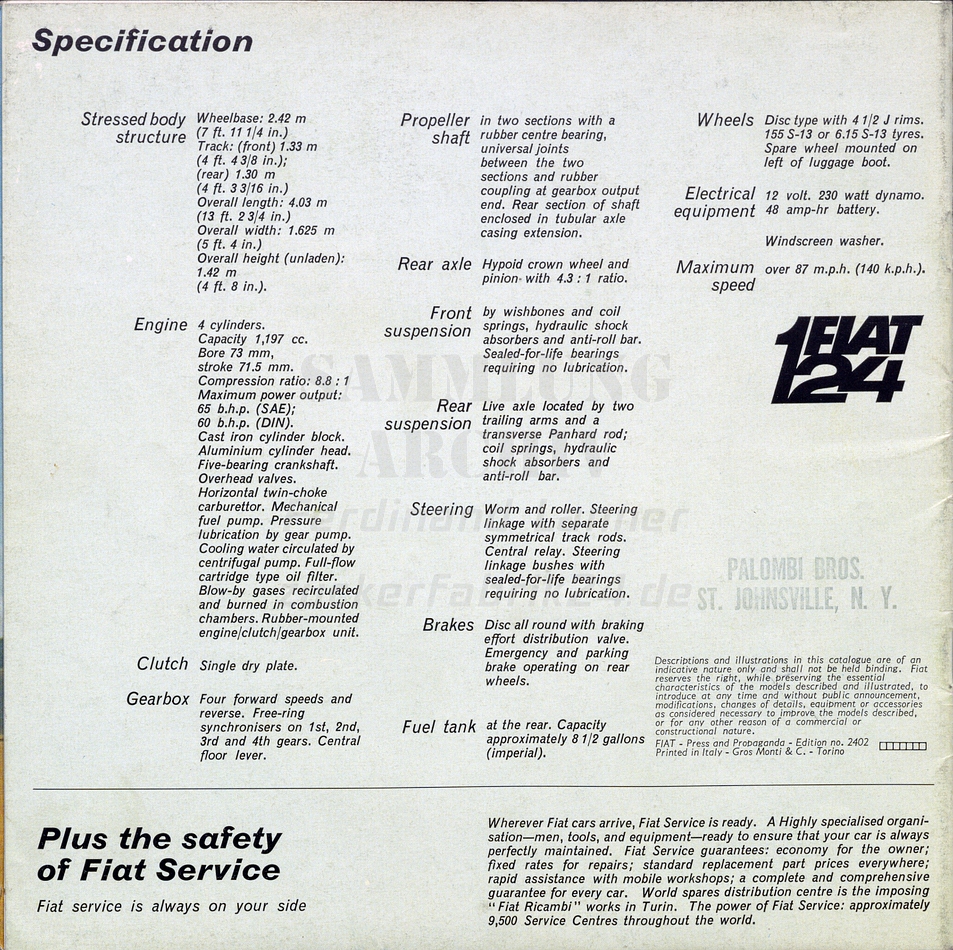 Specification
Stressed body
structure
Wheelbase: 2.42 m
(7 ft. 11 1/4 in.)
Track: (front) 1.33 m
(4 ft. 4 3/8 in.);
(rear) 1.30 m
(4 ft. 3 3/16 in.)
Overall length: 4.03 m
(13 ft. 2 3/4 in.)
Overall width: 1.625 m
(5 ft. 4 in.)
Overall height (unladen):
1.42 m
(4 ft. 8 in.).
Engine
4 cylinders.
Capacity 1,197 cc.
Bore 73 mm,
stroke 71.5 mm.
Compression ratio: 8.8 : 1
Maximum power output:
65 b.h.p. (SAE);
60 b.h.p. (DIN).
Cast iron cylinder block.
Aluminium cylinder head.
Five-bearing crankshaft.
Overhead valves.
Horizontal twin-choke
carburettor. Mechanical
fuel pump. Pressure
lubrication by gear pump.
Cooling water circulated by
centrifugal pump. Full-flow
cartridge type oil filter.
Blow-by gases recirculated
and burned in combustion
chambers. Rubber-mounted
engine/clutch/gearbox unit.
Clutch
Single dry plate.
Gearbox
Four forward speeds and
reverse. Free-ring
synchronisers on 1st, 2nd,
3rd and 4th gears. Central
floor lever.
Propeller
shaft
in two sections with a
rubber centre bearing,
universal joints
between the two
sections and rubber
coupling at gearbox output
end. Rear section of shaft
enclosed in tubular axle
casing extension.
Rear axle
Hypoid crown wheel and
pinion with 4.3 : 1 ratio.
Front
suspension
by wishbones and coil
springs, hydraulic shock
absorbers and anti-roll bar.
Sealed-for-life bearings
requiring no lubrication.
Rear
suspension
Live axle located by two
trailing arms and a
transverse Panhard rod;
coil springs, hydraulic
shock absorbers and
anti-roll bar.
Steering
Worm and roller. Steering
linkage with separate
symmetrical track rods.
Central relay. Steering
linkage bushes with
sealed-for-life bearings
requiring no lubrication.
Brakes
Disc all round with braking
effort distribution valve.
Emergency and parking
brake operating on rear
wheels.
Fuel tank
at the rear. Capacity
approximately 8 1/2 gallons
(imperial).
Wheels
Disc type with 4 1/2 J rims.
155 S-13 or 6.15 S-13 tyres.
Spare wheel mounted on
left of luggage boot.
Electrical
equipment
12 volt. 230 watt dynamo.
48 amp-hr battery.
Windscreen washer.
Maximum
speed
over 87 m.p.h. (140 k.p.h.).
FIAT
124
SAMMLUNG
PALOMBI BROS.
ST. JOHNSVILLE, N. Y.
Descriptions and illustrations in this catalogue are of an
indicative nature only and shall not be held binding. Fiat
reserves the right, while preserving the essential
characteristics of the models described and illustrated, to
introduce at any time and without public announcement,
modifications, changes of details, equipment or accessories
as considered necessary to improve the models described,
or for any other reason of a commercial or
constructional nature.
FIAT - Press and Propaganda - Edition no. 2402
Printed in Italy - Gros Monti & C. - Torino
Plus the safety
of Fiat Service
Fiat service is always on your side
Wherever Fiat cars arrive, Fiat Service is ready. A Highly specialised organi-
sation—men, tools, and equipment—ready to ensure that your car is always
perfectly maintained. Fiat Service guarantees: economy for the owner;
fixed rates for repairs; standard replacement part prices everywhere;
rapid assistance with mobile workshops; a complete and comprehensive
guarantee for every car. World spares distribution centre is the imposing
"Fiat Ricambi" works in Turin. The power of Fiat Service: approximately
9,500 Service Centres throughout the world.